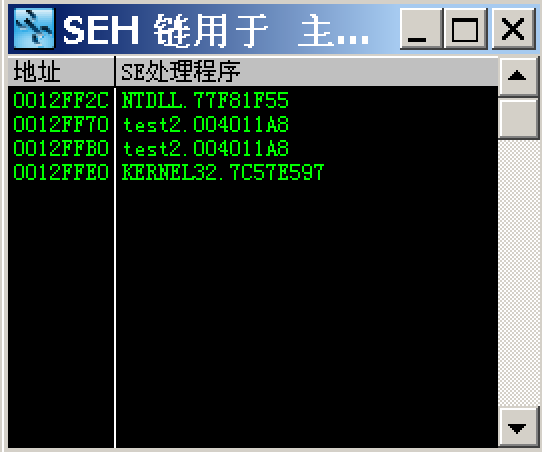 SEH 链用于 主...
地址 SE处理程序
0012FF2C NTDLL.77F81F55
0012FF70 test2.004011A8
0012FFB0 test2.004011A8
0012FFE0 KERNEL32.7C57E597